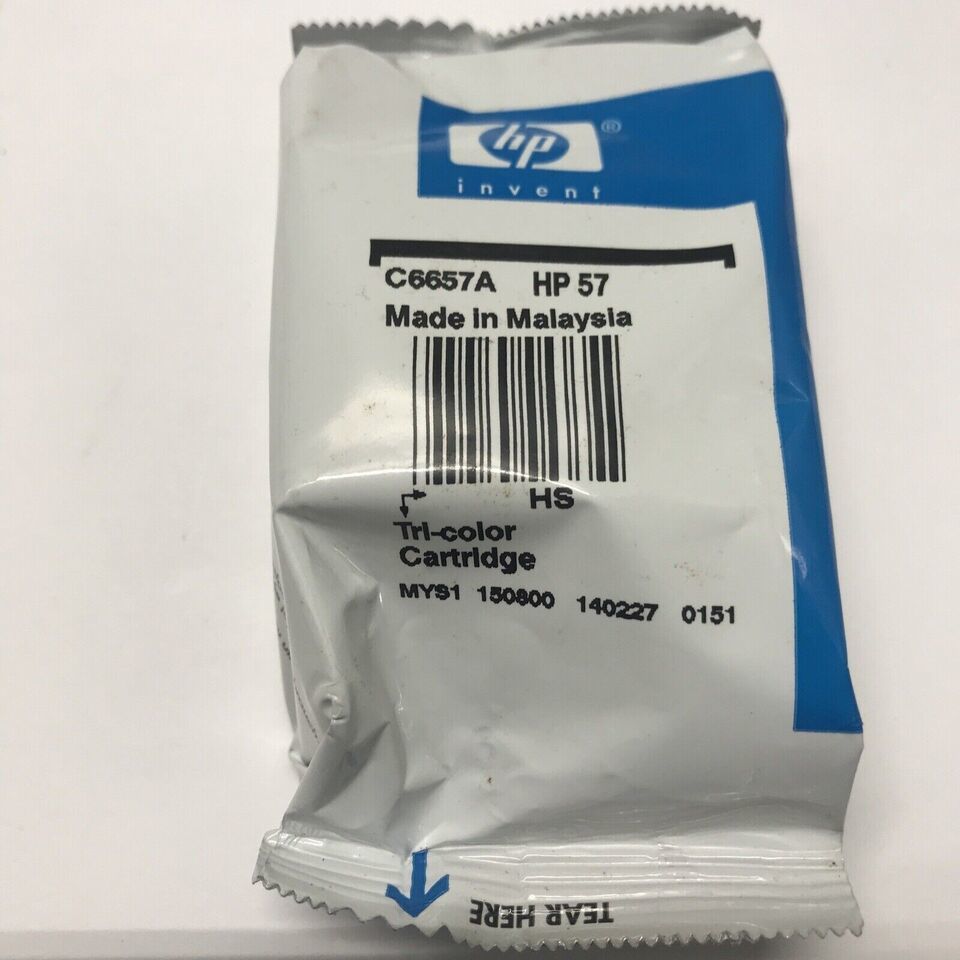 hp®
invent
C6657A HP 57
Made in Malaysia
HS
Tri-color
Cartridge
MYS1 150800 140227 0151
TEAR HERE